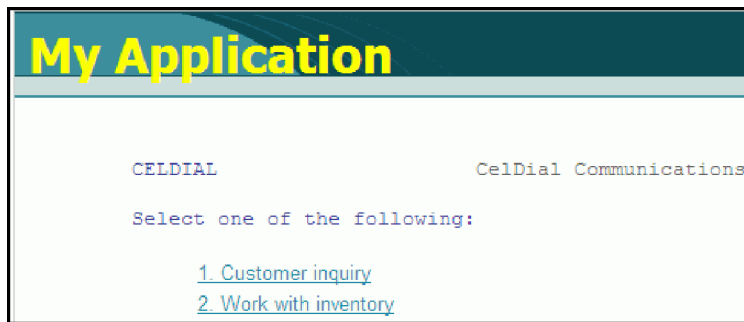 My Application
CELDIAL CelDial Communications
Select one of the following:
1. Customer inquiry
2. Work with inventory